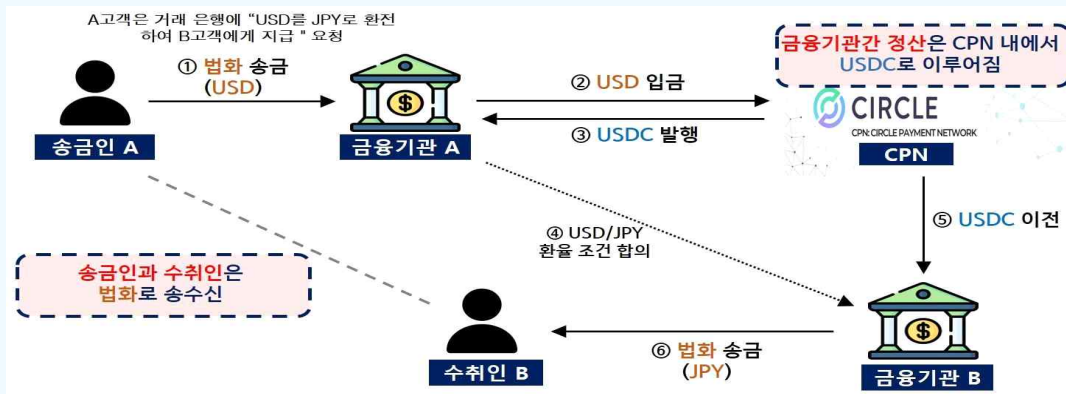 A고객은 거래 은행에 “USD를 JPY로 환전
하여 B고객에게 지급 " 요청
금융기관간 정산은 CPN 내에서
USDC로 이루어짐
① 법화 송금
(USD)
② USD 입금
③ USDC 발행
$
CIRCLE
CPN: CIRCLE PAYMENT NETWORK
송금인 A
금융기관 A
CPN
④ USD/JPY
환율 조건 합의
⑤ USDC 이전
송금인과 수취인은
법화로 송수신
$
⑥ 법화 송금
(JPY)
수취인 B
금융기관 B